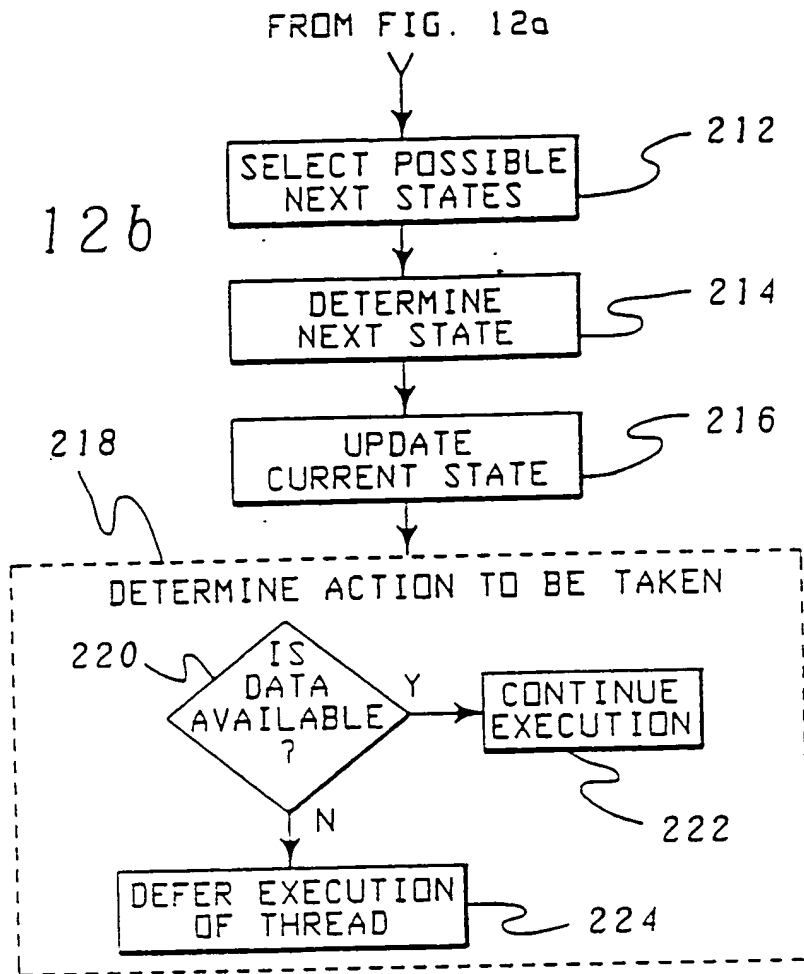 FROM FIG. 12a
212
SELECT POSSIBLE
NEXT STATES
12b
214
DETERMINE
NEXT STATE
216
UPDATE
CURRENT STATE
218
DETERMINE ACTION TO BE TAKEN
220
IS
DATA
AVAILABLE
?
Y
CONTINUE
EXECUTION
222
N
DEFER EXECUTION
OF THREAD
224